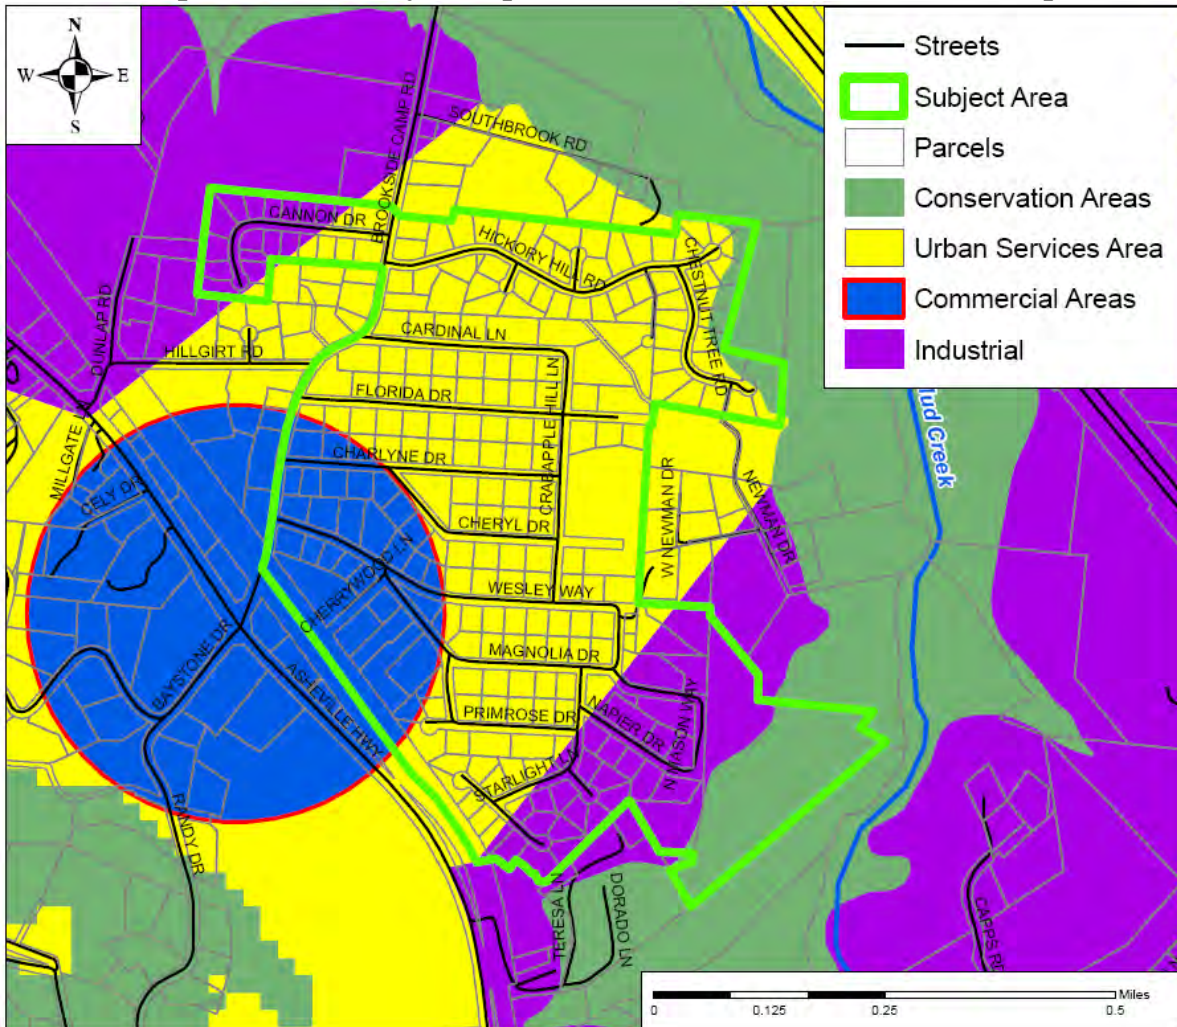 N
W E
S
Streets
Subject Area
Parcels
Conservation Areas
Urban Services Area
Commercial Areas
Industrial
SOUTHBROOK RD
BROOKSIDE CAMP RD
CANNON DR
HICKORY HILL RD
CHESTNUT TREE RD
DUNLAP RD
CARDINAL LN
HILLGIRT RD
FLORIDA DR
CRABAPPLE HILL LN
MILLGATE LN
CHARLYNE DR
CELY DR
CHERYL DR
W NEWMAN DR
NEWMAN DR
Mud Creek
CHERRYWOOD LN
WESLEY WAY
BAYSTONE DR
MAGNOLIA DR
ASHEVILLE HWY
PRIMROSE DR
NAPIER DR
N MASON WAY
STARLIGHT LN
RANDY DR
TERESA LN
DORADO LN
CAPPS RD
Miles
0 0.125 0.25 0.5